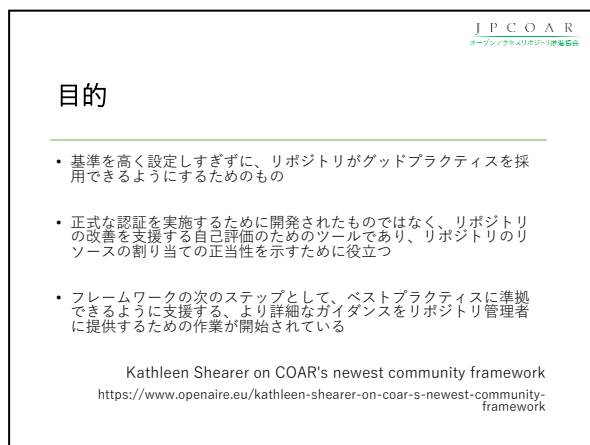 JPCOAR
オープンアクセスリポジトリ推進協会
目的
• 基準を高く設定しすぎずに、リポジトリがグッドプラクティスを採
用できるようにするためのもの
• 正式な認証を実施するために開発されたものではなく、リポジトリ
の改善を支援する自己評価のためのツールであり、リポジトリのリ
ソースの割り当ての正当性を示すために役立つ
• フレームワークの次のステップとして、ベストプラクティスに準拠
できるように支援する、より詳細なガイダンスをリポジトリ管理者
に提供するための作業が開始されている
Kathleen Shearer on COAR's newest community framework
https://www.openaire.eu/kathleen-shearer-on-coar-s-newest-community-
framework